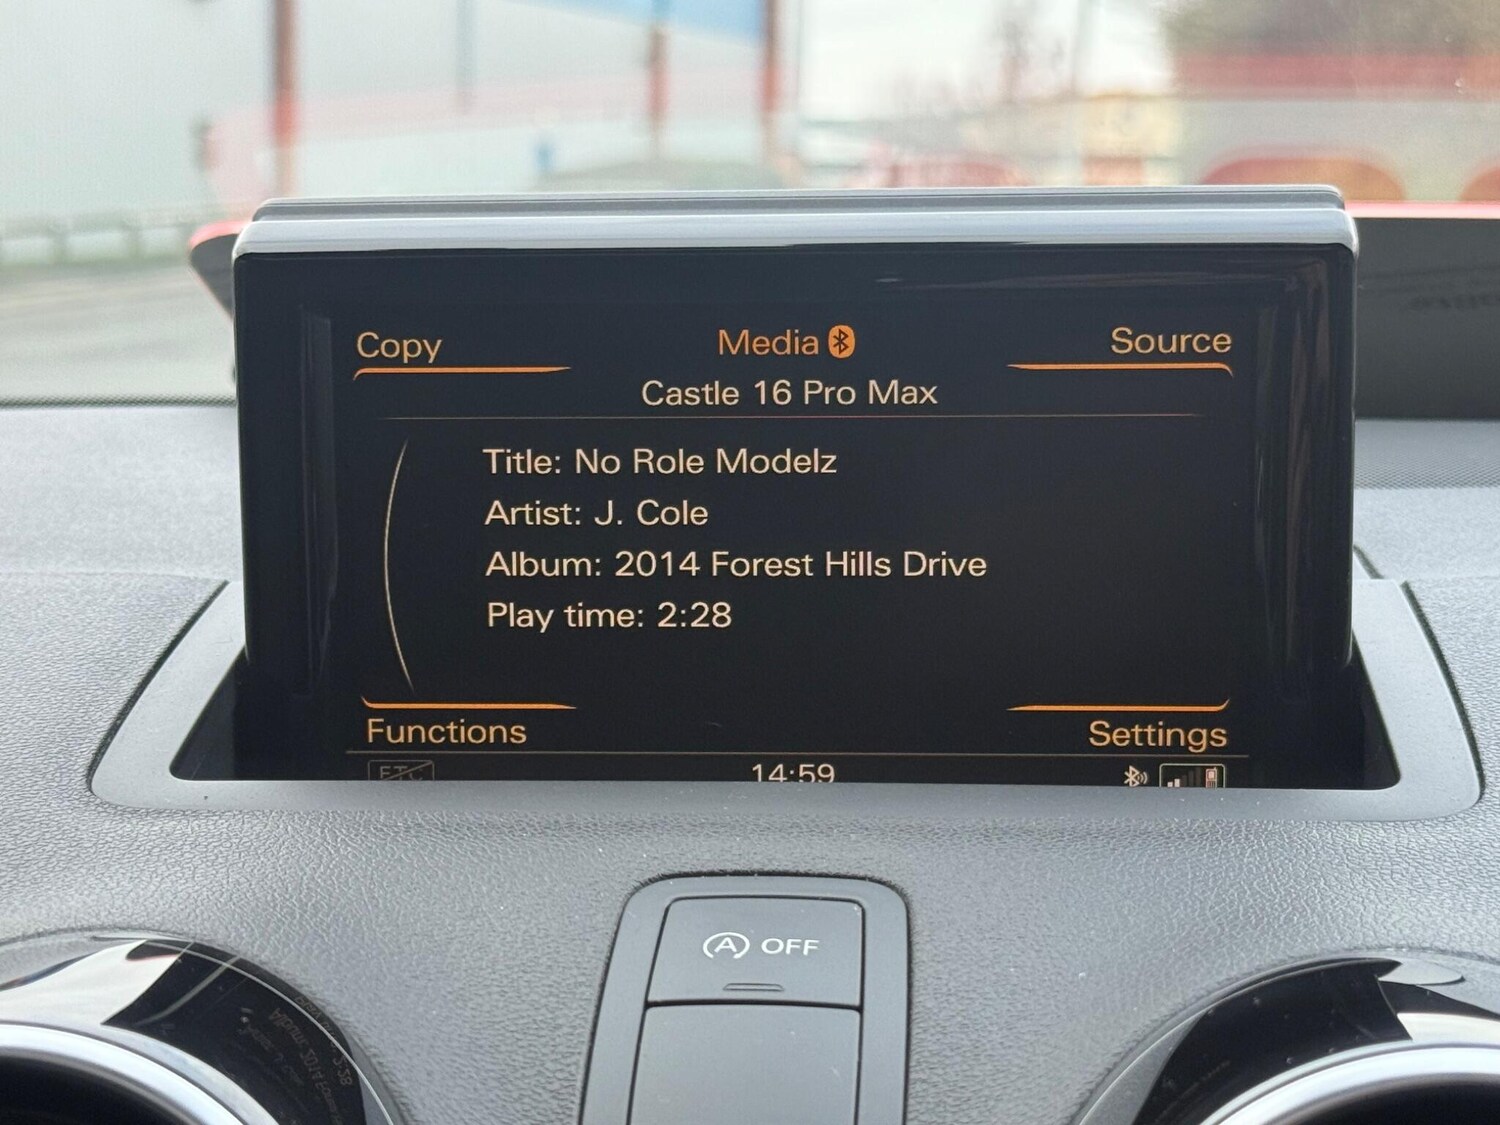 Copy
Media
Source
Castle 16 Pro Max
Title: No Role Modelz
Artist: J. Cole
Album: 2014 Forest Hills Drive
Play time: 2:28
Functions
Settings
ETC
14:59
A OFF